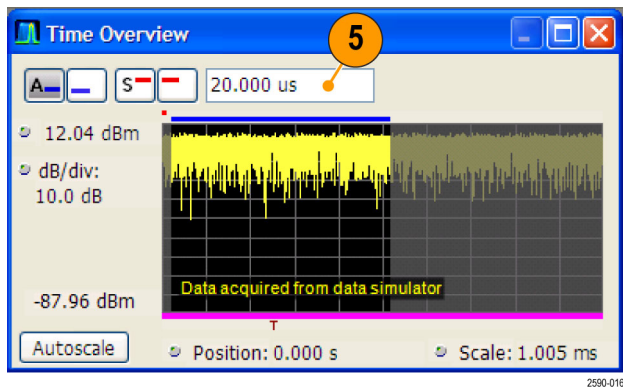 Time Overview
5
A
S
20.000 us
12.04 dBm
dB/div:
10.0 dB
Data acquired from data simulator
-87.96 dBm
T
Autoscale
Position: 0.000 s
Scale: 1.005 ms
2590-016